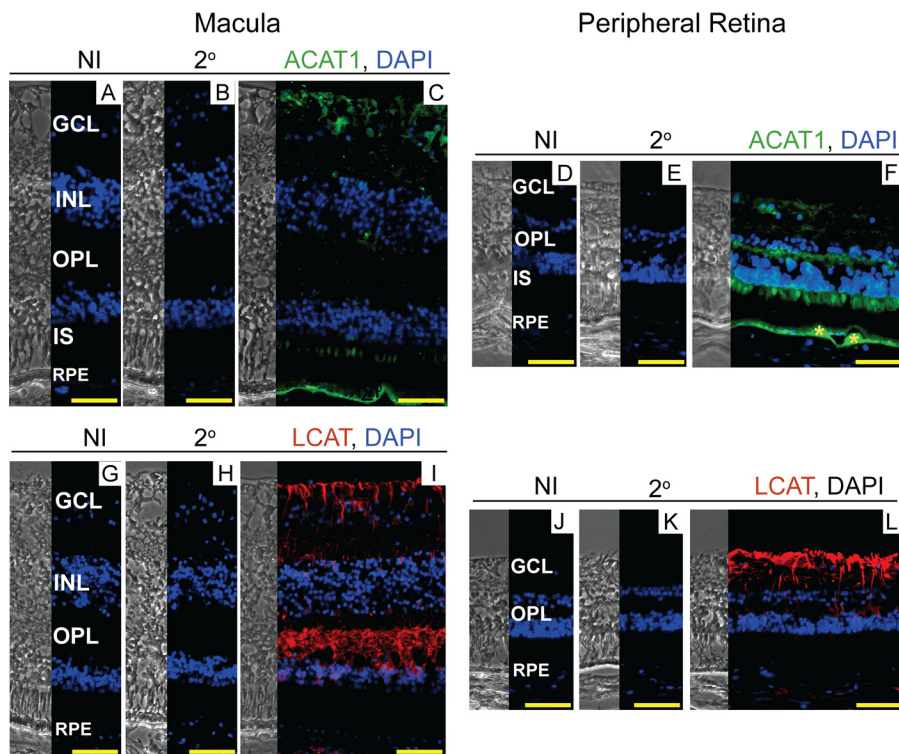 Macula
Peripheral Retina
NI 2° ACAT1, DAPI
A B C
GCL
INL
OPL
IS
RPE
NI 2° ACAT1, DAPI
D E F
GCL
OPL
IS
RPE
* *
NI 2° LCAT, DAPI
G H I
GCL
INL
OPL
RPE
NI 2° LCAT, DAPI
J K L
GCL
OPL
RPE